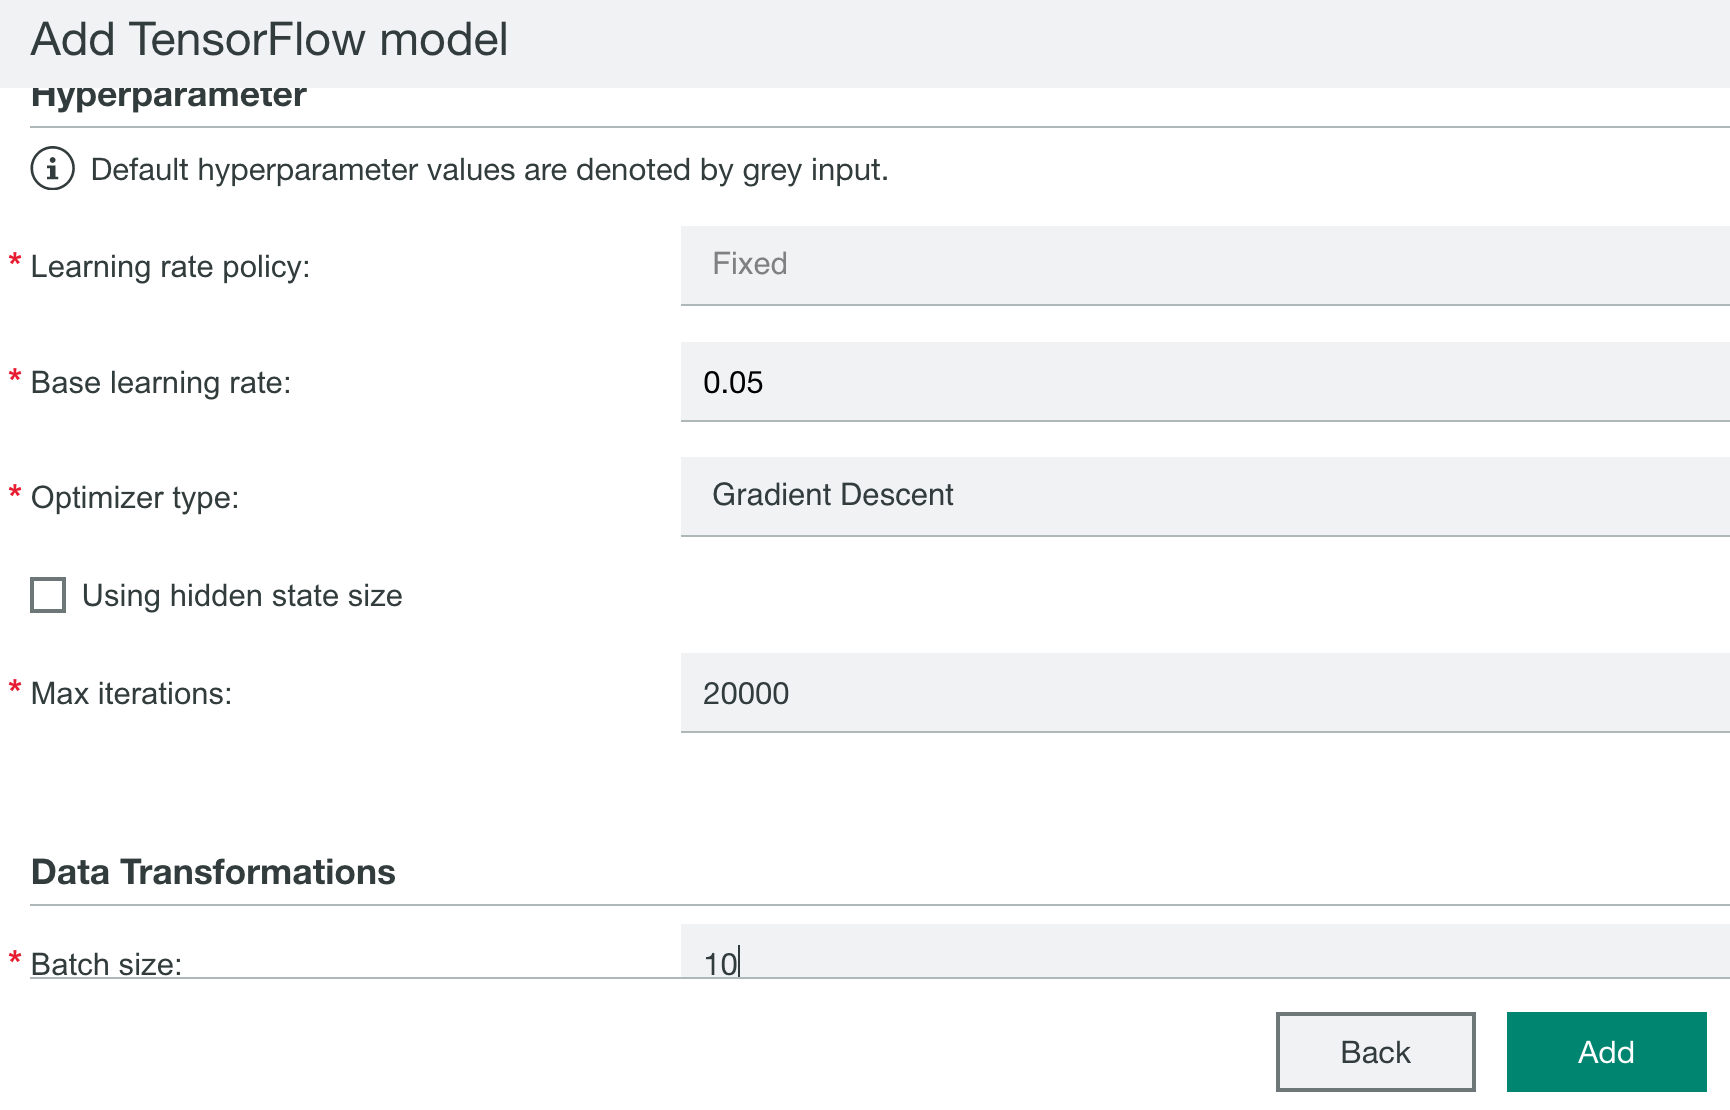 Add TensorFlow model
Hyperparameter
Default hyperparameter values are denoted by grey input.
* Learning rate policy: Fixed
* Base learning rate: 0.05
* Optimizer type: Gradient Descent
Using hidden state size
* Max iterations: 20000
Data Transformations
* Batch size: 10
Back Add